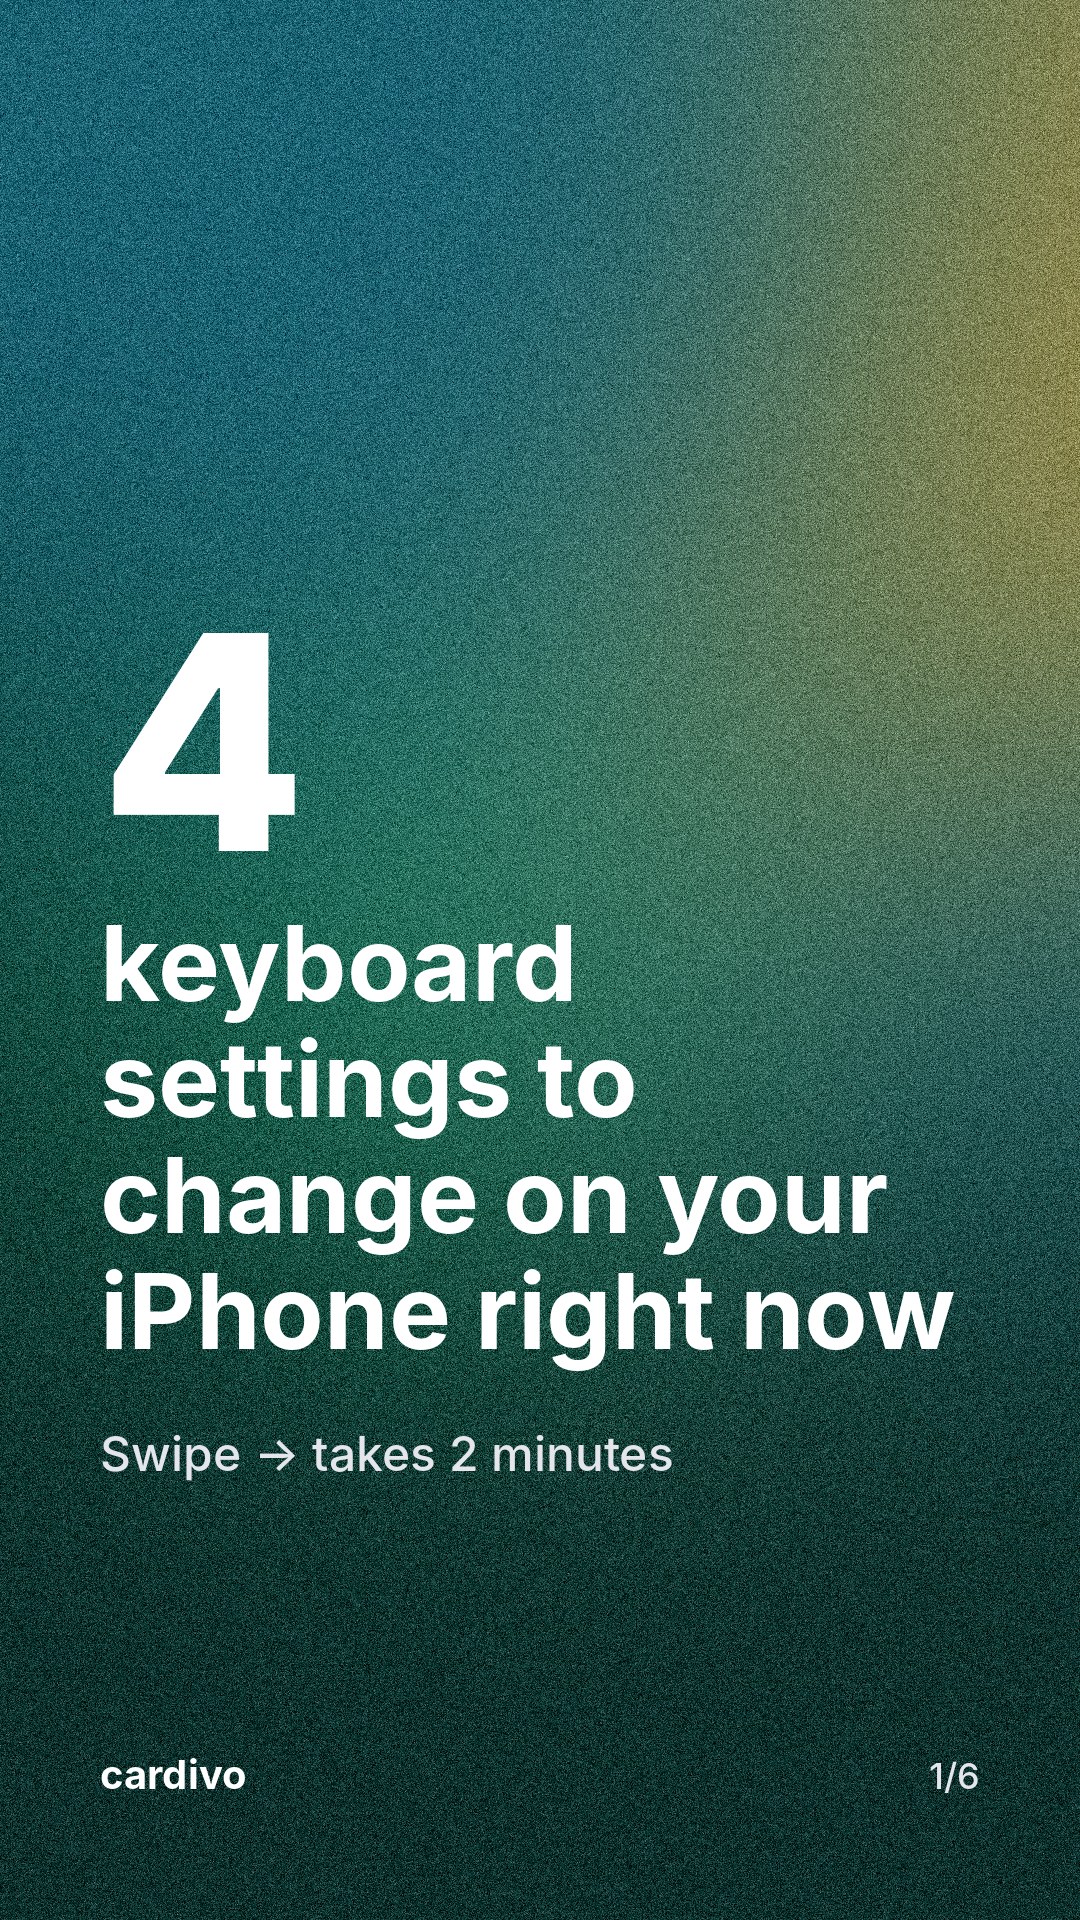 4
keyboard
settings to
change on your
iPhone right now
Swipe → takes 2 minutes
cardivo
1/6